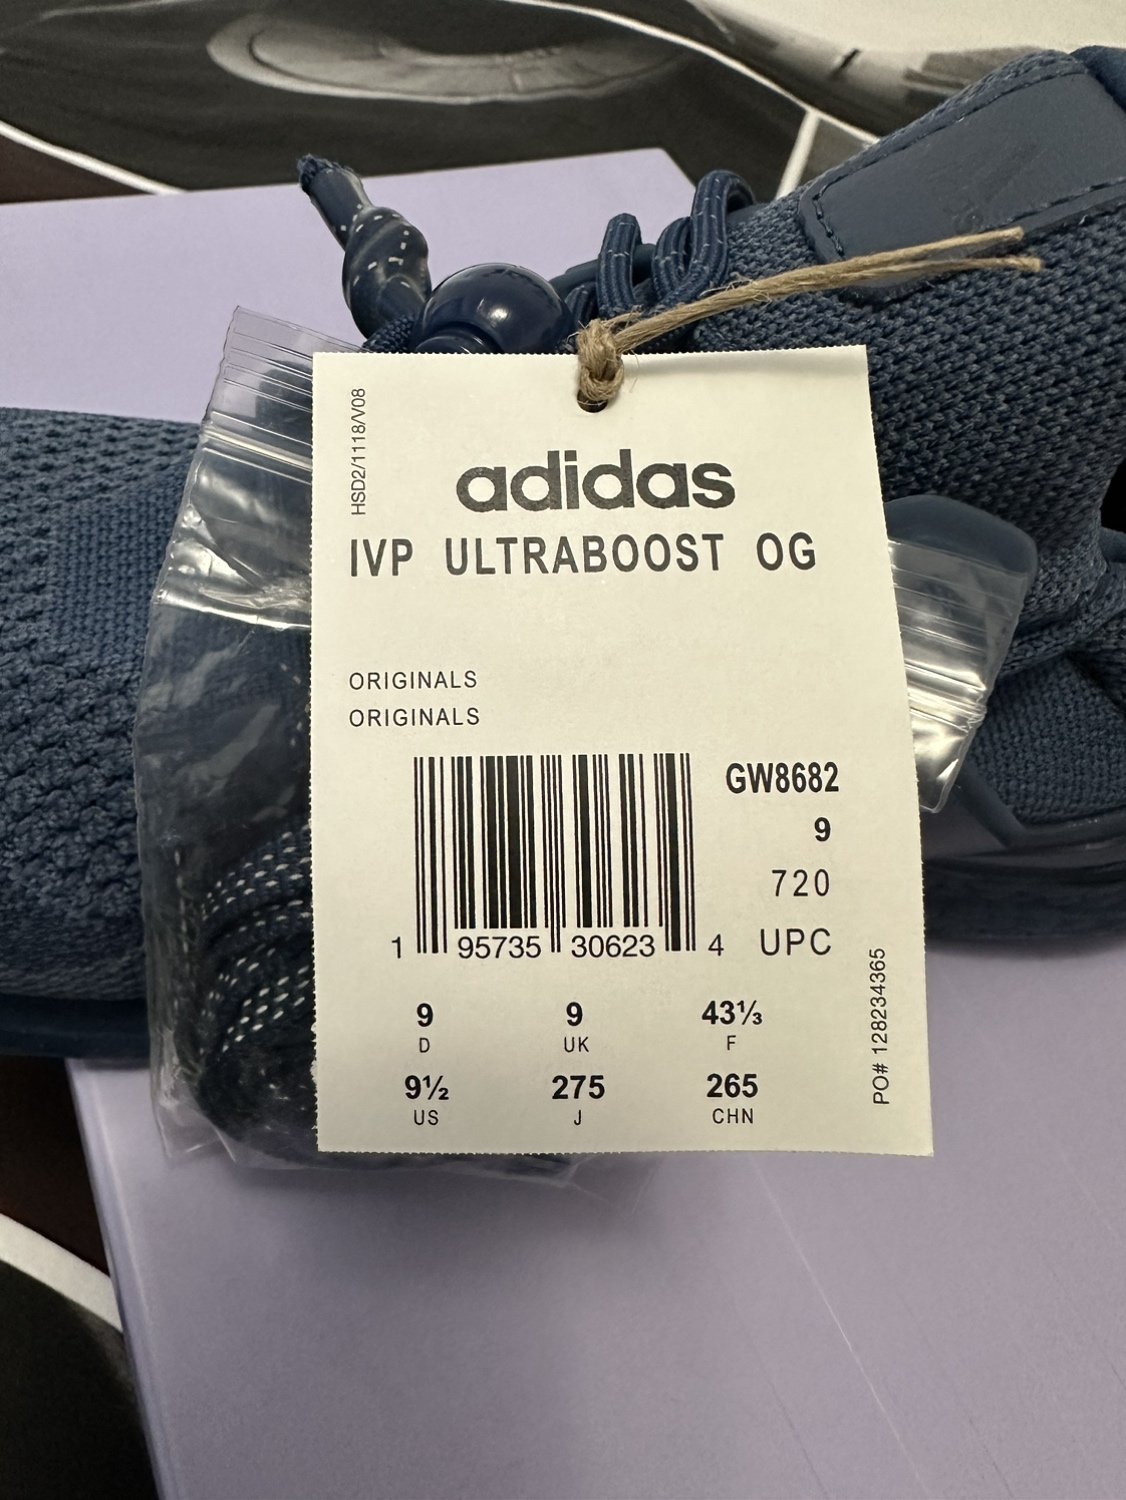 HSD2/1118/V08
adidas
IVP ULTRABOOST OG
ORIGINALS
ORIGINALS
GW8682
9
720
1 95735 30623 4 UPC
9 9 43⅓
D UK F
9½ 275 265
US J CHN
PO# 128234365